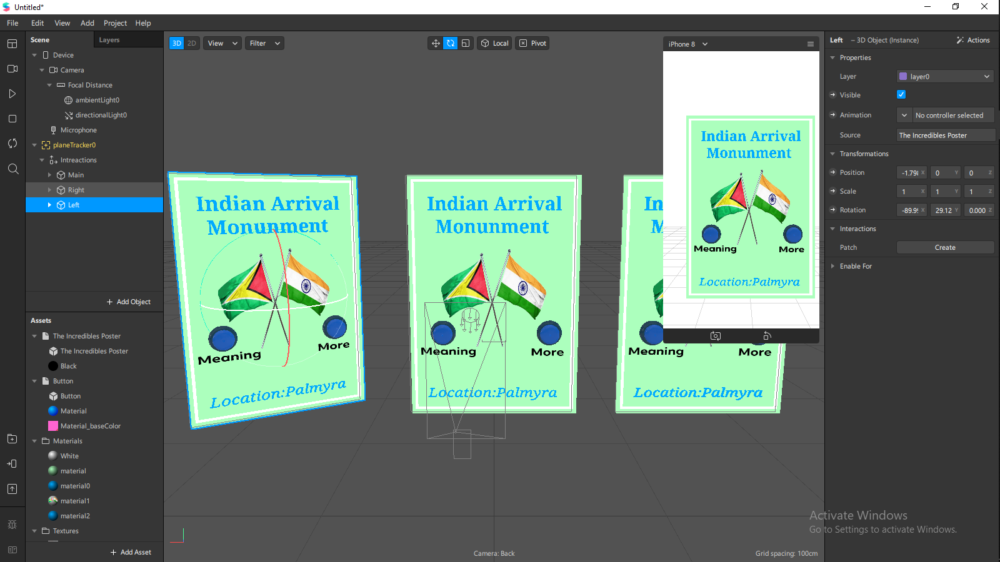 Untitled*
File Edit View Add Project Help
Scene Layers
Device
Camera
Focal Distance
ambientLight0
directionalLight0
Microphone
planeTracker0
Intreactions
Main
Right
Left
+ Add Object
Assets
The Incredibles Poster
The Incredibles Poster
Black
Button
Button
Material
Material_baseColor
Materials
White
material
material0
material1
material2
Textures
+ Add Asset
3D 2D View Filter Local Pivot
Indian Arrival
Monunment
Meaning More
Location:Palmyra
Indian Arrival
Monunment
Meaning More
Location:Palmyra
In
M
Meaning More
Location:Palmyra
iPhone 8
Indian Arrival
Monunment
Meaning More
Location:Palmyra
Camera: Back
Grid spacing: 100cm
Left – 3D Object (Instance) Actions
Properties
Layer layer0
Visible
Animation No controller selected
Source The Incredibles Poster
Transformations
Position -1.798 X 0 Y 0 Z
Scale 1 X 1 Y 1 Z
Rotation -89.99 X 29.12 Y 0.000 Z
Interactions
Patch Create
Enable For
Activate Windows
Go to Settings to activate Windows.